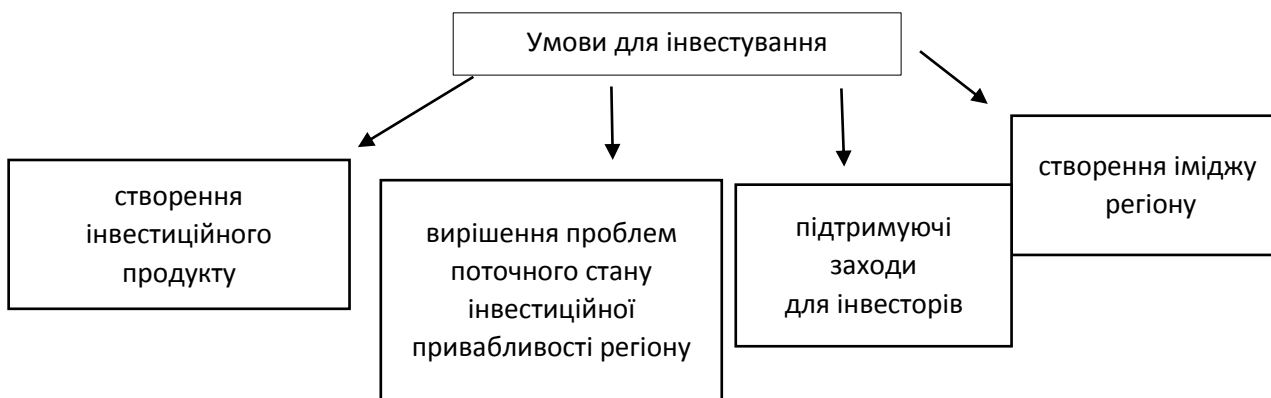 Умови для інвестування
створення
інвестиційного
продукту
вирішення проблем
поточного стану
інвестиційної
привабливості регіону
підтримуючі
заходи
для інвесторів
створення іміджу
регіону